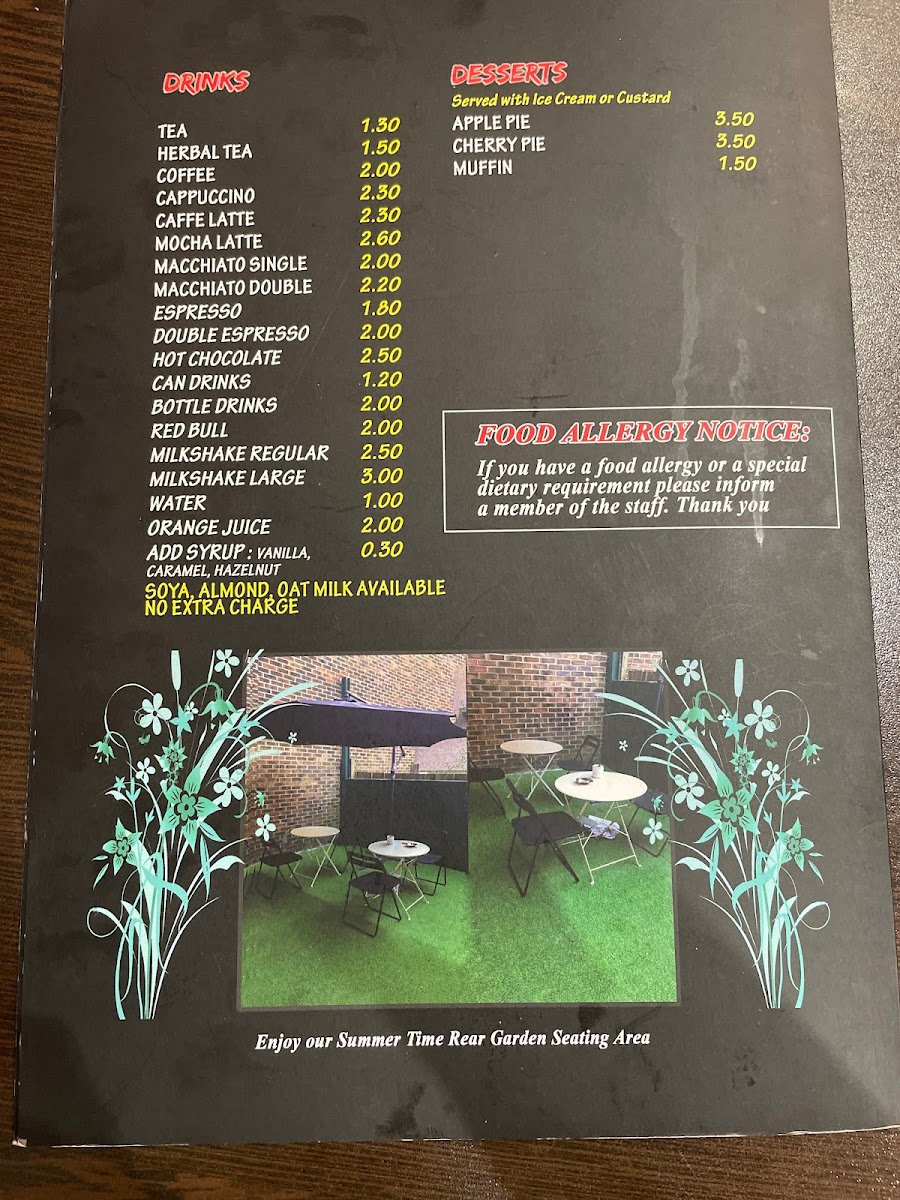 DRINKS
TEA 1.30
HERBAL TEA 1.50
COFFEE 2.00
CAPPUCCINO 2.30
CAFFE LATTE 2.30
MOCHA LATTE 2.60
MACCHIATO SINGLE 2.00
MACCHIATO DOUBLE 2.20
ESPRESSO 1.80
DOUBLE ESPRESSO 2.00
HOT CHOCOLATE 2.50
CAN DRINKS 1.20
BOTTLE DRINKS 2.00
RED BULL 2.00
MILKSHAKE REGULAR 2.50
MILKSHAKE LARGE 3.00
WATER 1.00
ORANGE JUICE 2.00
ADD SYRUP : VANILLA, 0.30
CARAMEL, HAZELNUT
SOYA, ALMOND, OAT MILK AVAILABLE
NO EXTRA CHARGE
DESSERTS
Served with Ice Cream or Custard
APPLE PIE 3.50
CHERRY PIE 3.50
MUFFIN 1.50
FOOD ALLERGY NOTICE:
If you have a food allergy or a special
dietary requirement please inform
a member of the staff. Thank you
Enjoy our Summer Time Rear Garden Seating Area